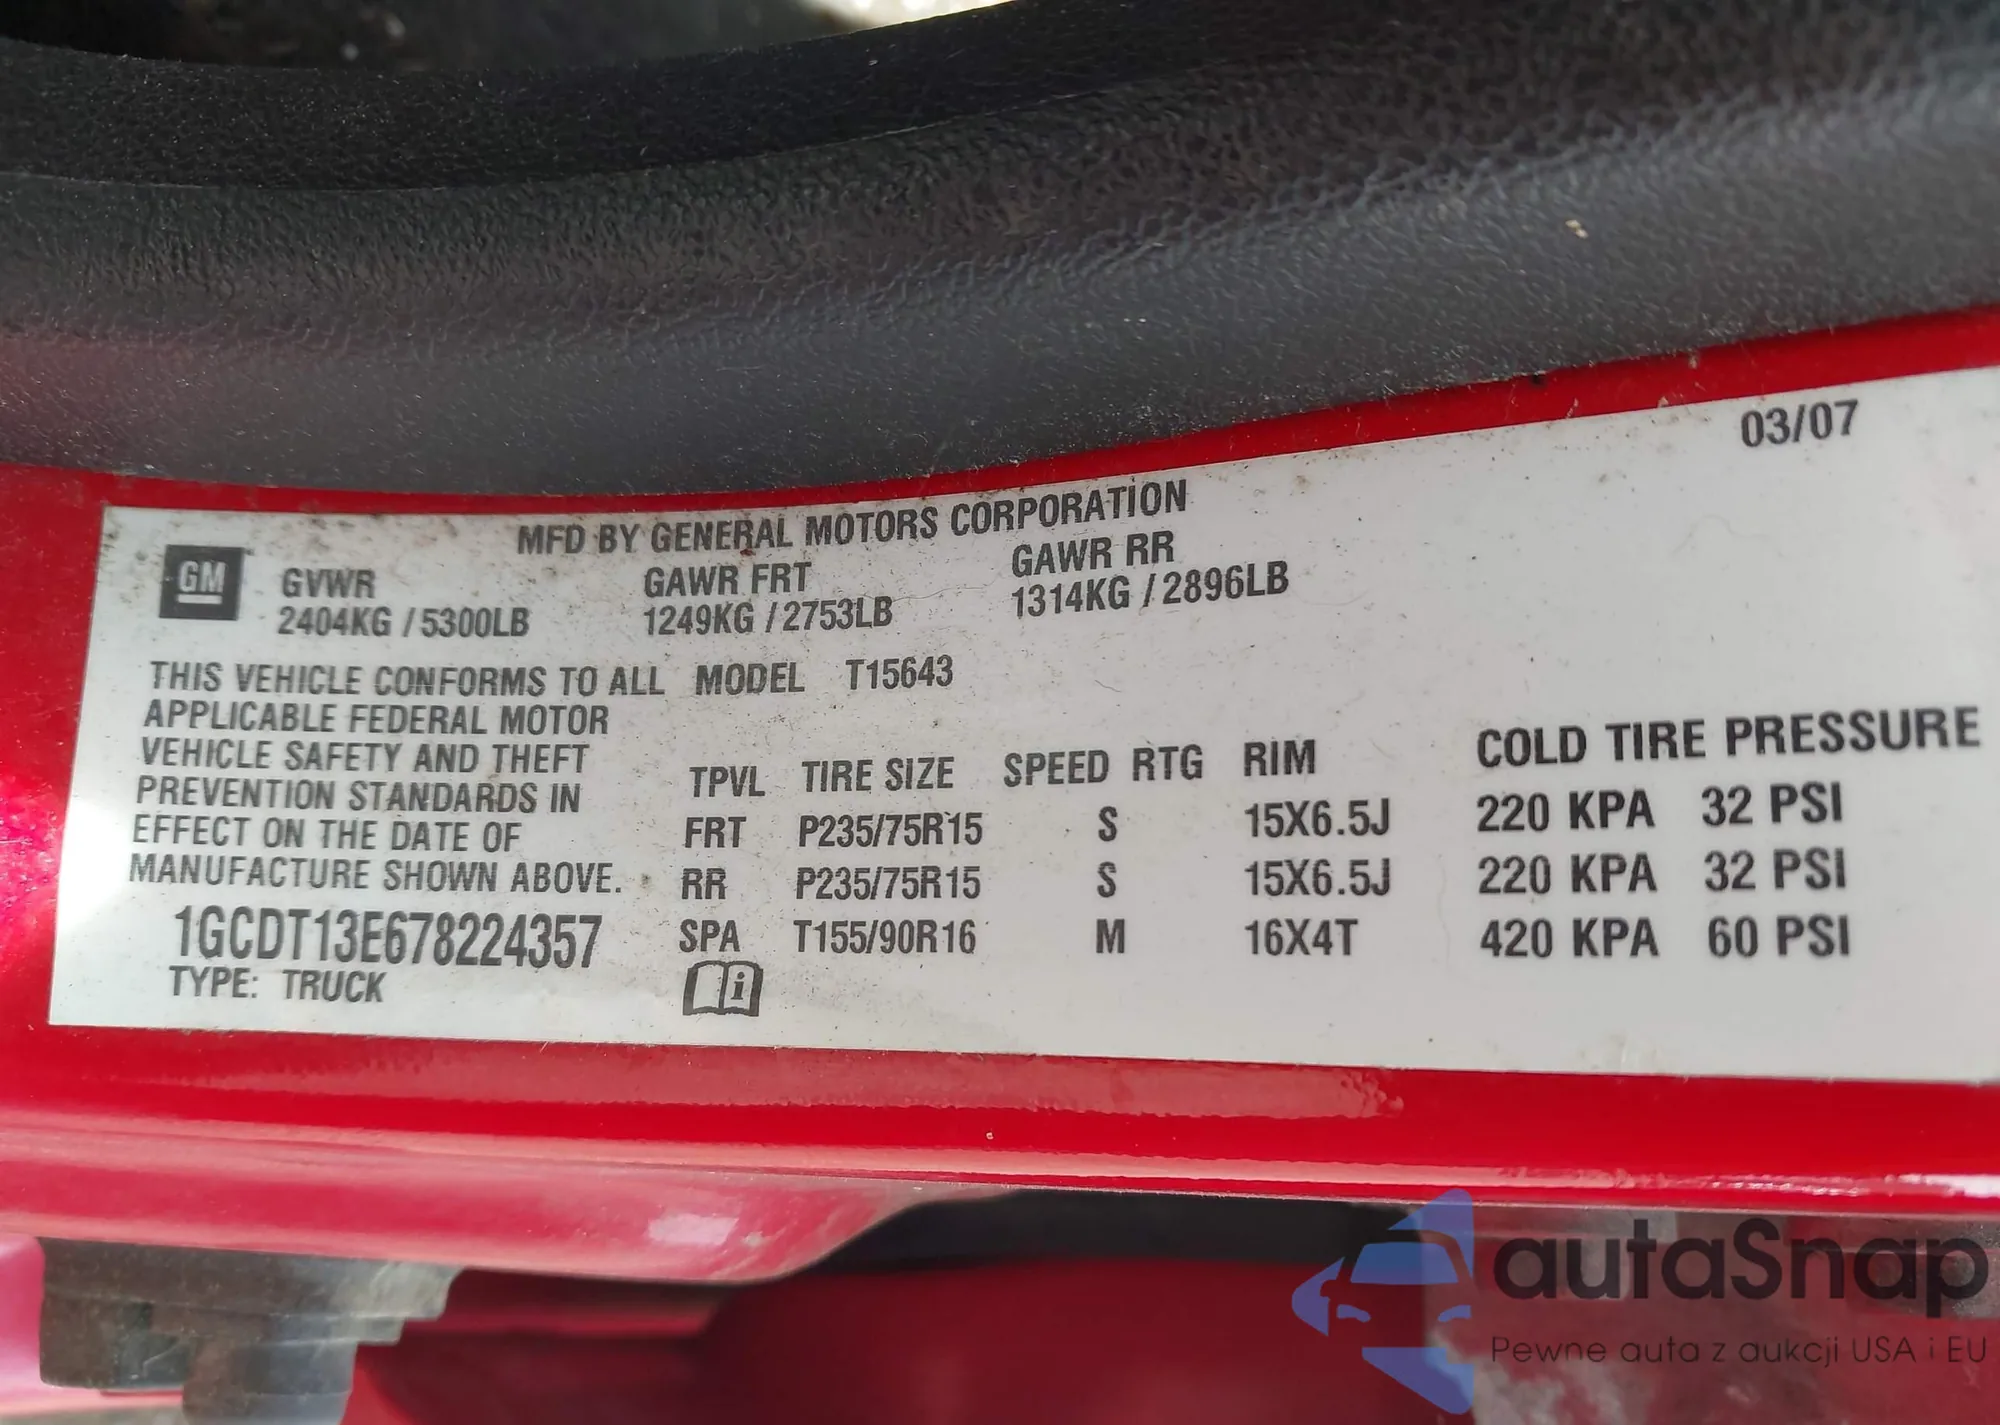 03/07
MFD BY GENERAL MOTORS CORPORATION
GM GVWR GAWR FRT GAWR RR
2404KG / 5300LB 1249KG / 2753LB 1314KG / 2896LB
THIS VEHICLE CONFORMS TO ALL MODEL T15643
APPLICABLE FEDERAL MOTOR
VEHICLE SAFETY AND THEFT
PREVENTION STANDARDS IN
EFFECT ON THE DATE OF
MANUFACTURE SHOWN ABOVE.
1GCDT13E678224357
TYPE: TRUCK
TPVL TIRE SIZE SPEED RTG RIM COLD TIRE PRESSURE
FRT P235/75R15 S 15X6.5J 220 KPA 32 PSI
RR P235/75R15 S 15X6.5J 220 KPA 32 PSI
SPA T155/90R16 M 16X4T 420 KPA 60 PSI
i
autaSnap
Pewne auta z aukcji USA i EU